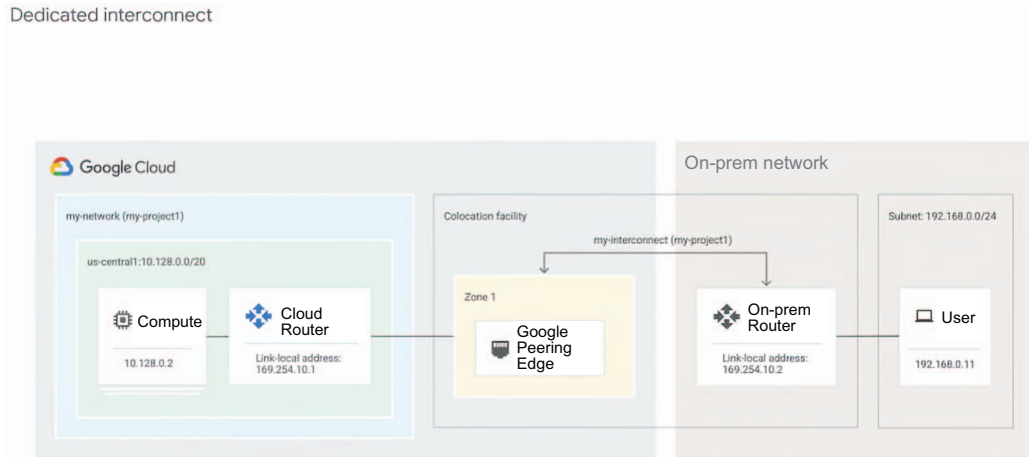 Dedicated interconnect
Google Cloud
On-prem network
my-network (my-project1)
Colocation facility
Subnet: 192.168.0.0/24
my-interconnect (my-project1)
us-central1:10.128.0.0/20
Zone 1
Compute
10.128.0.2
Cloud
Router
Link-local address:
169.254.10.1
Google
Peering
Edge
On-prem
Router
Link-local address:
169.254.10.2
User
192.168.0.11